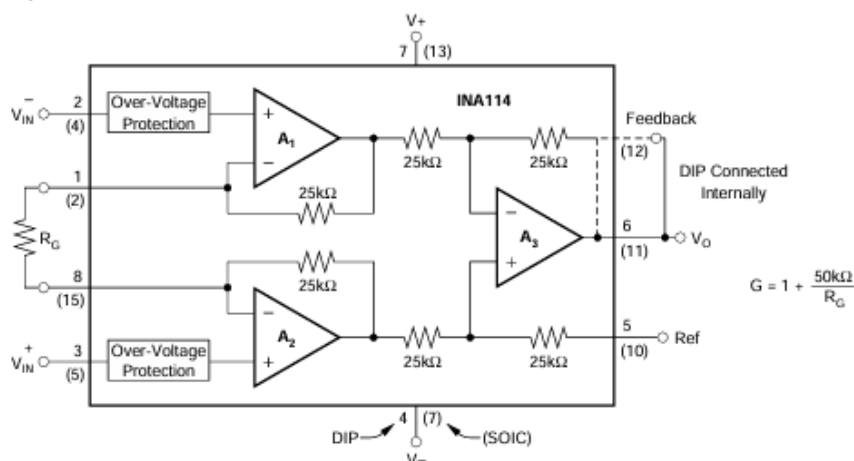 V+
7 (13)
INA114
2
V⁻IN
(4)
Over-Voltage
Protection
+
A1
−
25kΩ
25kΩ
Feedback
(12)
DIP Connected
Internally
1
(2)
25kΩ
RG
−
A3
+
6
(11)
VO
G = 1 + 50kΩ
RG
8
(15)
25kΩ
−
A2
+
5
(10)
Ref
25kΩ
25kΩ
3
V⁺IN
(5)
Over-Voltage
Protection
4 (7)
DIP
(SOIC)
V−